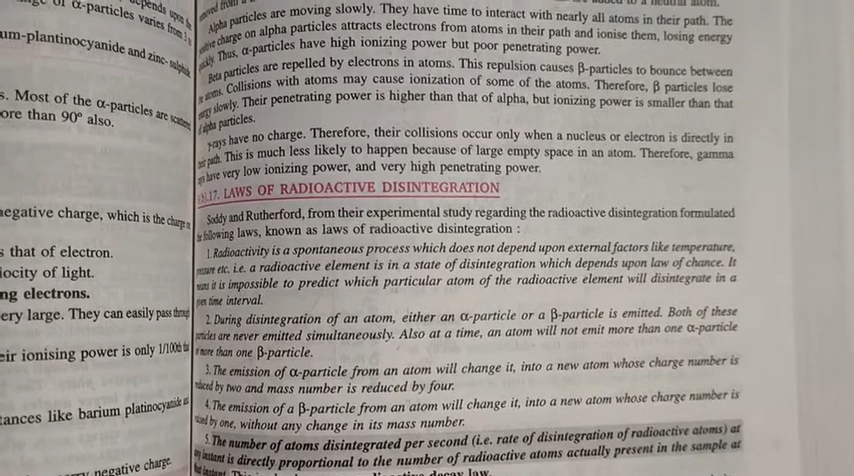 depends upon the
of α-particles varies from 3
um-plantinocyanide and zinc-sulphide
s. Most of the α-particles are scattered
ore than 90° also.
negative charge, which is the charge
s that of electron.
locity of light.
ng electrons.
ery large. They can easily pass through
eir ionising power is only 1/100th
tances like barium platinocyanide
negative charge.
to a neutral atom.
Alpha particles are moving slowly. They have time to interact with nearly all atoms in their path. The
charge on alpha particles attracts electrons from atoms in their path and ionise them, losing energy
quickly. Thus, α-particles have high ionizing power but poor penetrating power.
Beta particles are repelled by electrons in atoms. This repulsion causes β-particles to bounce between
atoms. Collisions with atoms may cause ionization of some of the atoms. Therefore, β particles lose
energy slowly. Their penetrating power is higher than that of alpha, but ionizing power is smaller than that
of alpha particles.
γ-rays have no charge. Therefore, their collisions occur only when a nucleus or electron is directly in
their path. This is much less likely to happen because of large empty space in an atom. Therefore, gamma
rays have very low ionizing power, and very high penetrating power.
17. LAWS OF RADIOACTIVE DISINTEGRATION
Soddy and Rutherford, from their experimental study regarding the radioactive disintegration formulated
the following laws, known as laws of radioactive disintegration :
1. Radioactivity is a spontaneous process which does not depend upon external factors like temperature,
pressure etc. i.e. a radioactive element is in a state of disintegration which depends upon law of chance. It
means it is impossible to predict which particular atom of the radioactive element will disintegrate in a
given time interval.
2. During disintegration of an atom, either an α-particle or a β-particle is emitted. Both of these
particles are never emitted simultaneously. Also at a time, an atom will not emit more than one α-particle
or more than one β-particle.
3. The emission of α-particle from an atom will change it, into a new atom whose charge number is
reduced by two and mass number is reduced by four.
4. The emission of a β-particle from an atom will change it, into a new atom whose charge number is
raised by one, without any change in its mass number.
5. The number of atoms disintegrated per second (i.e. rate of disintegration of radioactive atoms) at
any instant is directly proportional to the number of radioactive atoms actually present in the sample at
that instant. This
decay law.